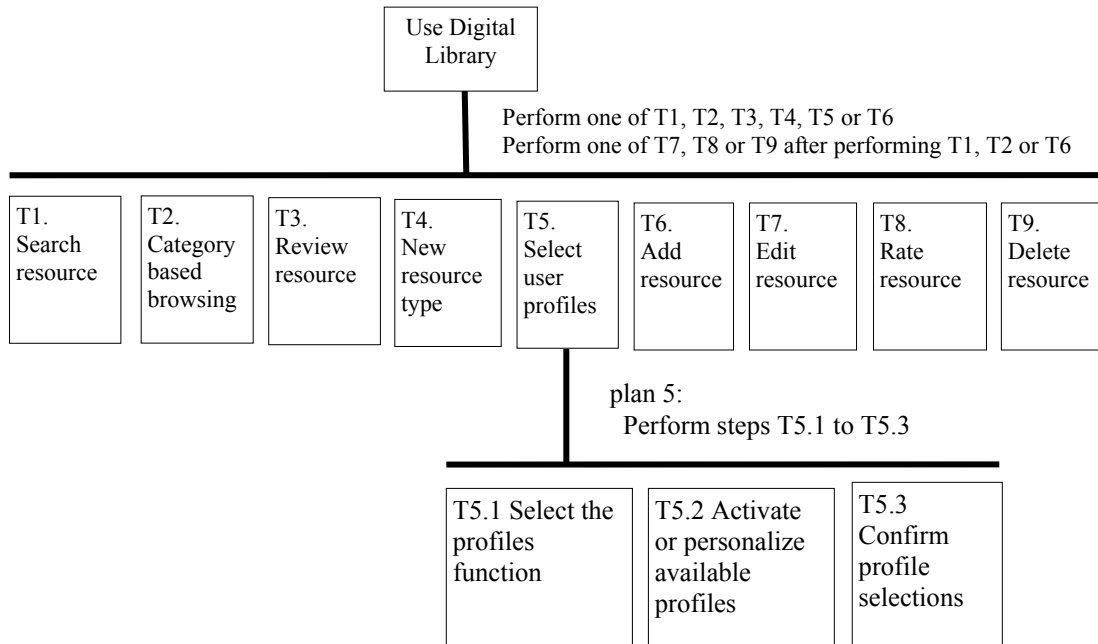 Use Digital
Library
Perform one of T1, T2, T3, T4, T5 or T6
Perform one of T7, T8 or T9 after performing T1, T2 or T6
T1.
Search
resource
T2.
Category
based
browsing
T3.
Review
resource
T4.
New
resource
type
T5.
Select
user
profiles
T6.
Add
resource
T7.
Edit
resource
T8.
Rate
resource
T9.
Delete
resource
plan 5:
Perform steps T5.1 to T5.3
T5.1 Select the
profiles
function
T5.2 Activate
or personalize
available
profiles
T5.3
Confirm
profile
selections